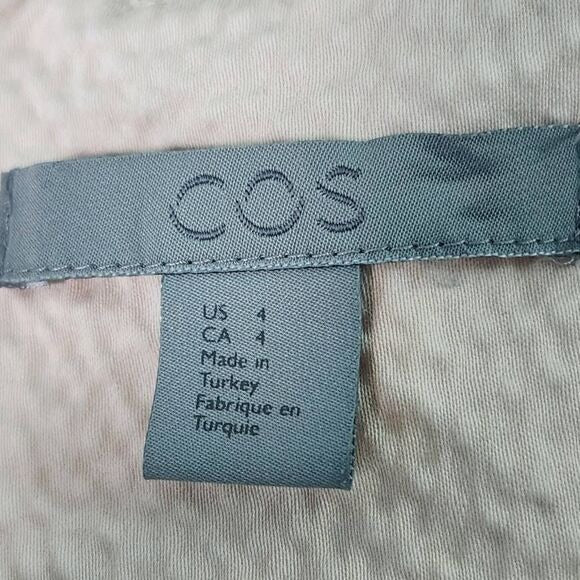 COS
US 4
CA 4
Made in
Turkey
Fabrique en
Turquie